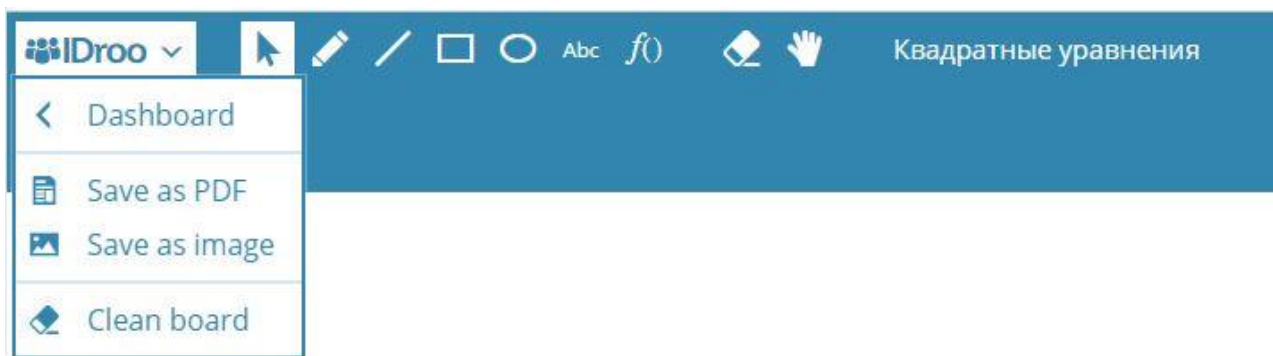 IDroo Abc f() Квадратные уравнения
Dashboard
Save as PDF
Save as image
Clean board